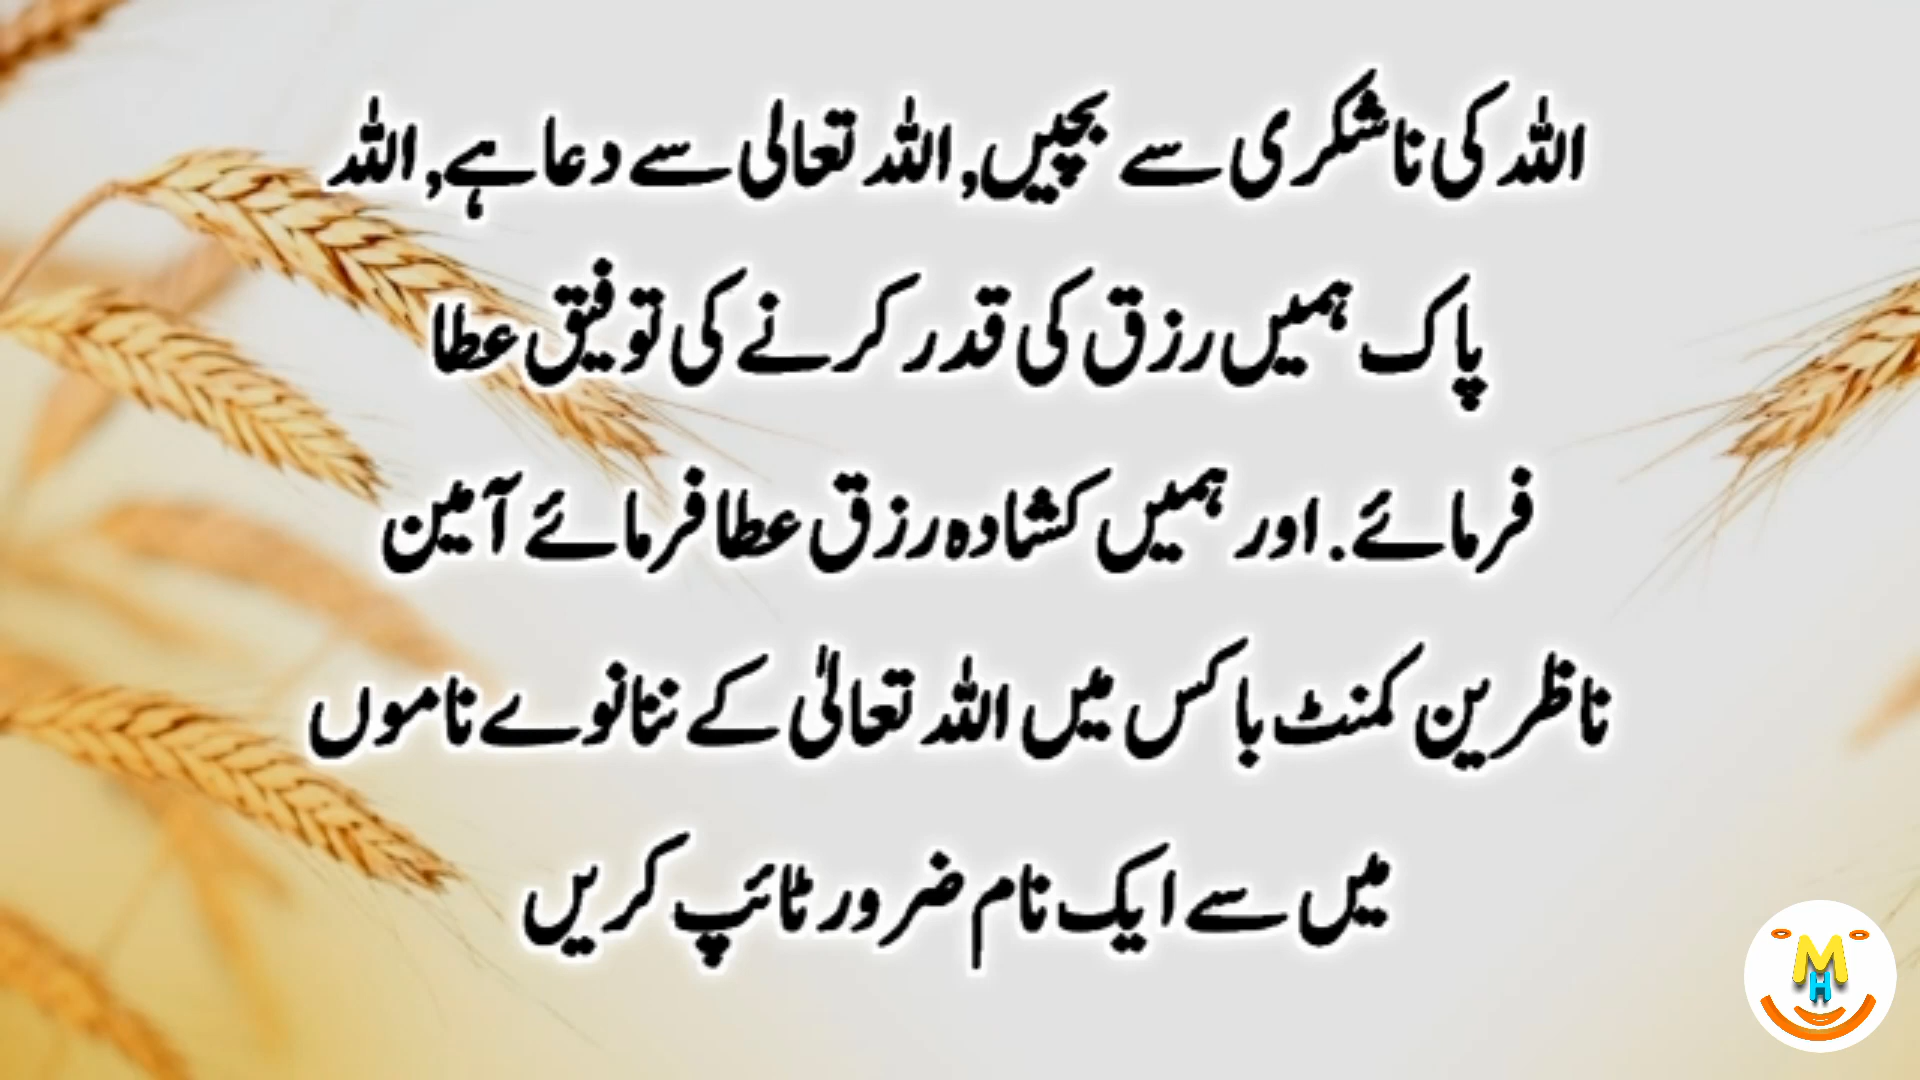 اللہ کی ناشکری سے بچیں, اللہ تعالی سے دعا ہے, اللہ
پاک ہمیں رزق کی قدر کرنے کی توفیق عطا
فرمائے. اور ہمیں کشادہ رزق عطا فرمائے آمین
ناظرین کمنٹ باکس میں اللہ تعالیٰ کے ننانوے ناموں
میں سے ایک نام ضرور ٹائپ کریں
M
H